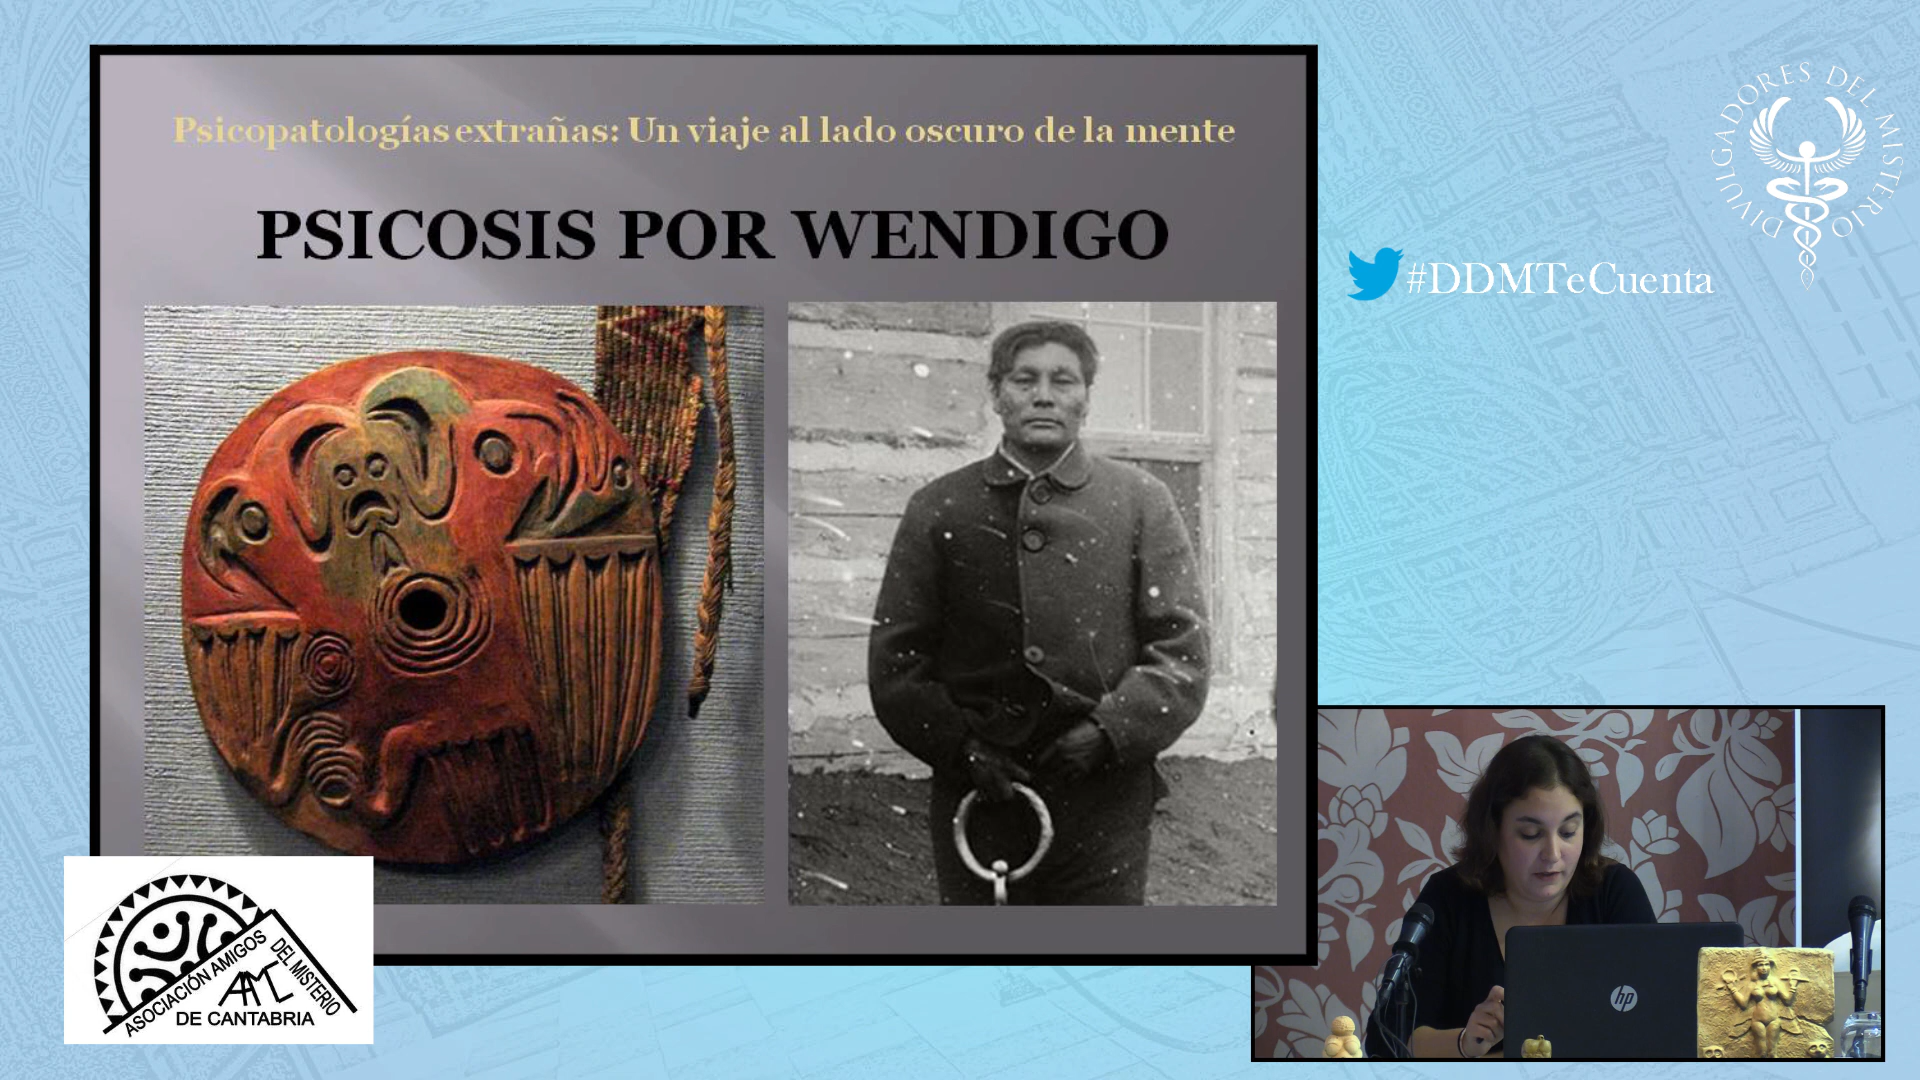 Psicopatologías extrañas: Un viaje al lado oscuro de la mente
PSICOSIS POR WENDIGO
DIVULGADORES DEL MISTERIO
#DDMTeCuenta
ASOCIACIÓN AMIGOS DEL MISTERIO
AMC
DE CANTABRIA
hp